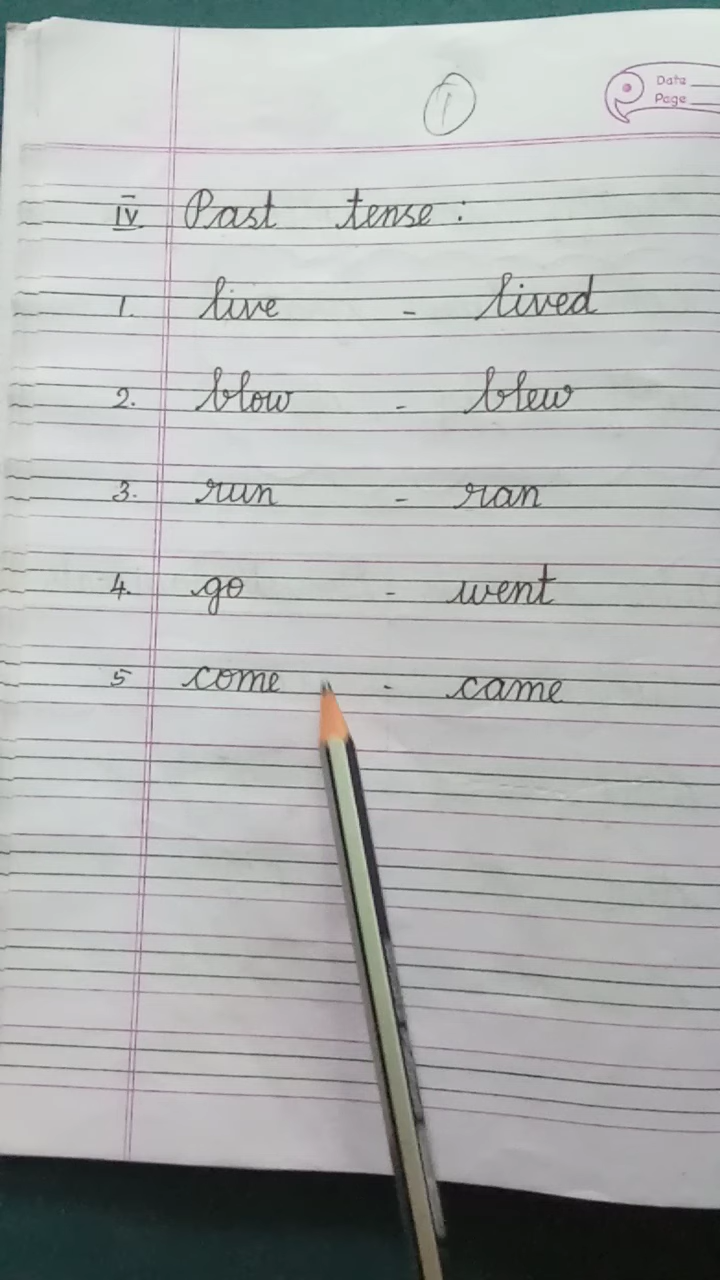 1
Date
Page
IV Past tense :
1. live - lived
2. blow - blew
3. run - ran
4. go - went
5 come - came